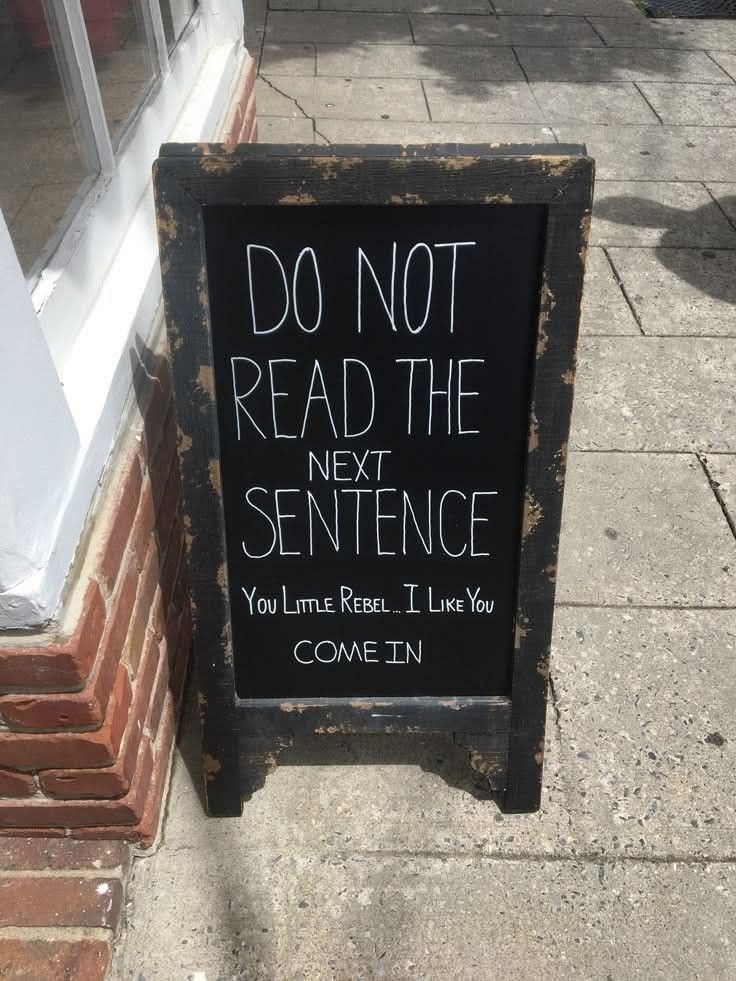 DO NOT
READ THE
NEXT
SENTENCE
YOU LITTLE REBEL... I LIKE YOU
COME IN